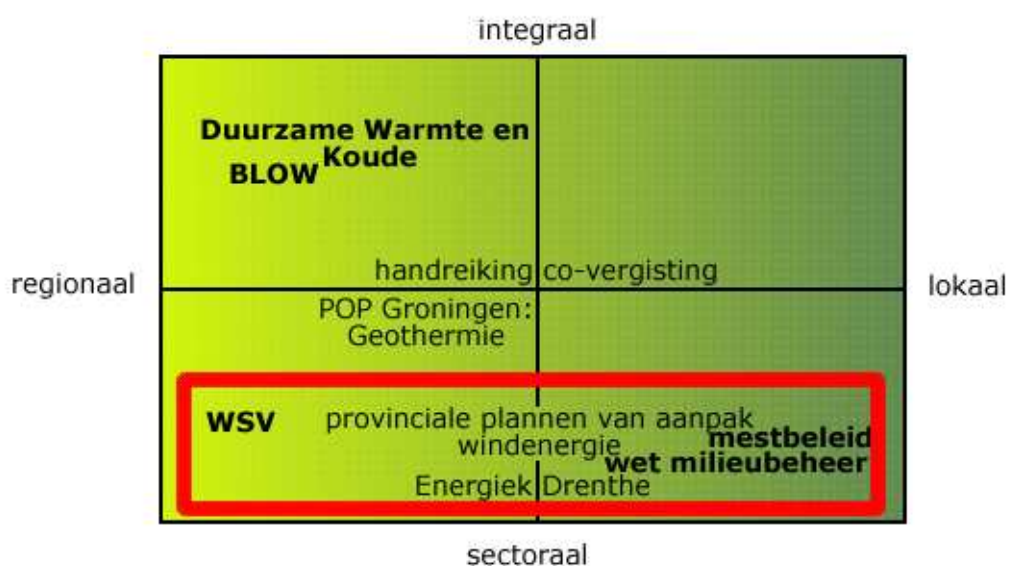 integraal
Duurzame Warmte en
Koude
BLOW
handreiking co-vergisting
regionaal
lokaal
POP Groningen:
Geothermie
WSV
provinciale plannen van aanpak
windenergie
mestbeleid
wet milieubeheer
Energiek Drenthe
sectoraal